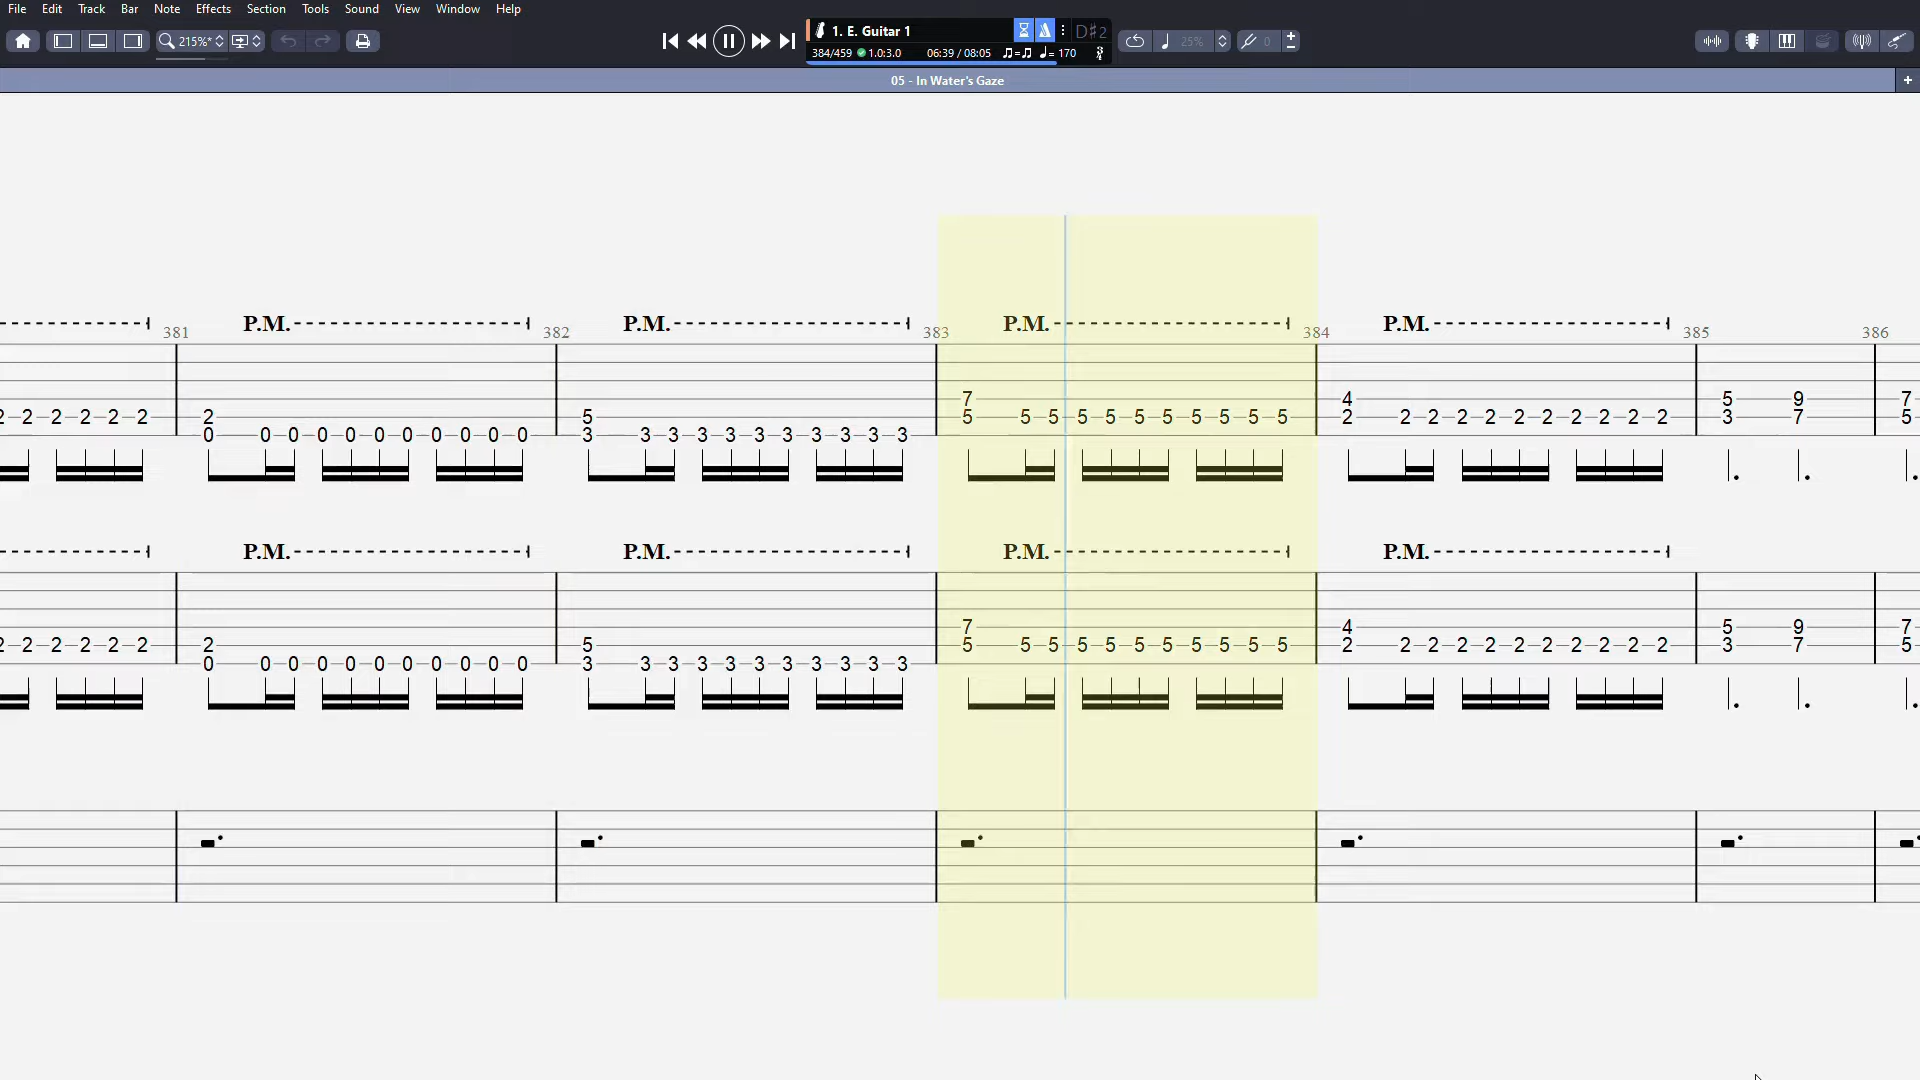 File Edit Track Bar Note Effects Section Tools Sound View Window Help
215%*
1. E. Guitar 1
D#2
384/459 1.0:3.0 06:39 / 08:05 ♫=♫ ♩= 170
25%
0
05 - In Water's Gaze
+
P.M. P.M. P.M. P.M.
381 382 383 384 385 386
7 4 5 9 7
2 2 2 2 2 2 2 5 5 5 5 5 5 5 5 5 5 5 5 2 2 2 2 2 2 2 2 2 2 2 3 7 5
0 0 0 0 0 0 0 0 0 0 0 3 3 3 3 3 3 3 3 3 3 3
P.M. P.M. P.M. P.M.
7 4 5 9 7
2 2 2 2 2 2 2 5 5 5 5 5 5 5 5 5 5 5 5 2 2 2 2 2 2 2 2 2 2 2 3 7 5
0 0 0 0 0 0 0 0 0 0 0 3 3 3 3 3 3 3 3 3 3 3